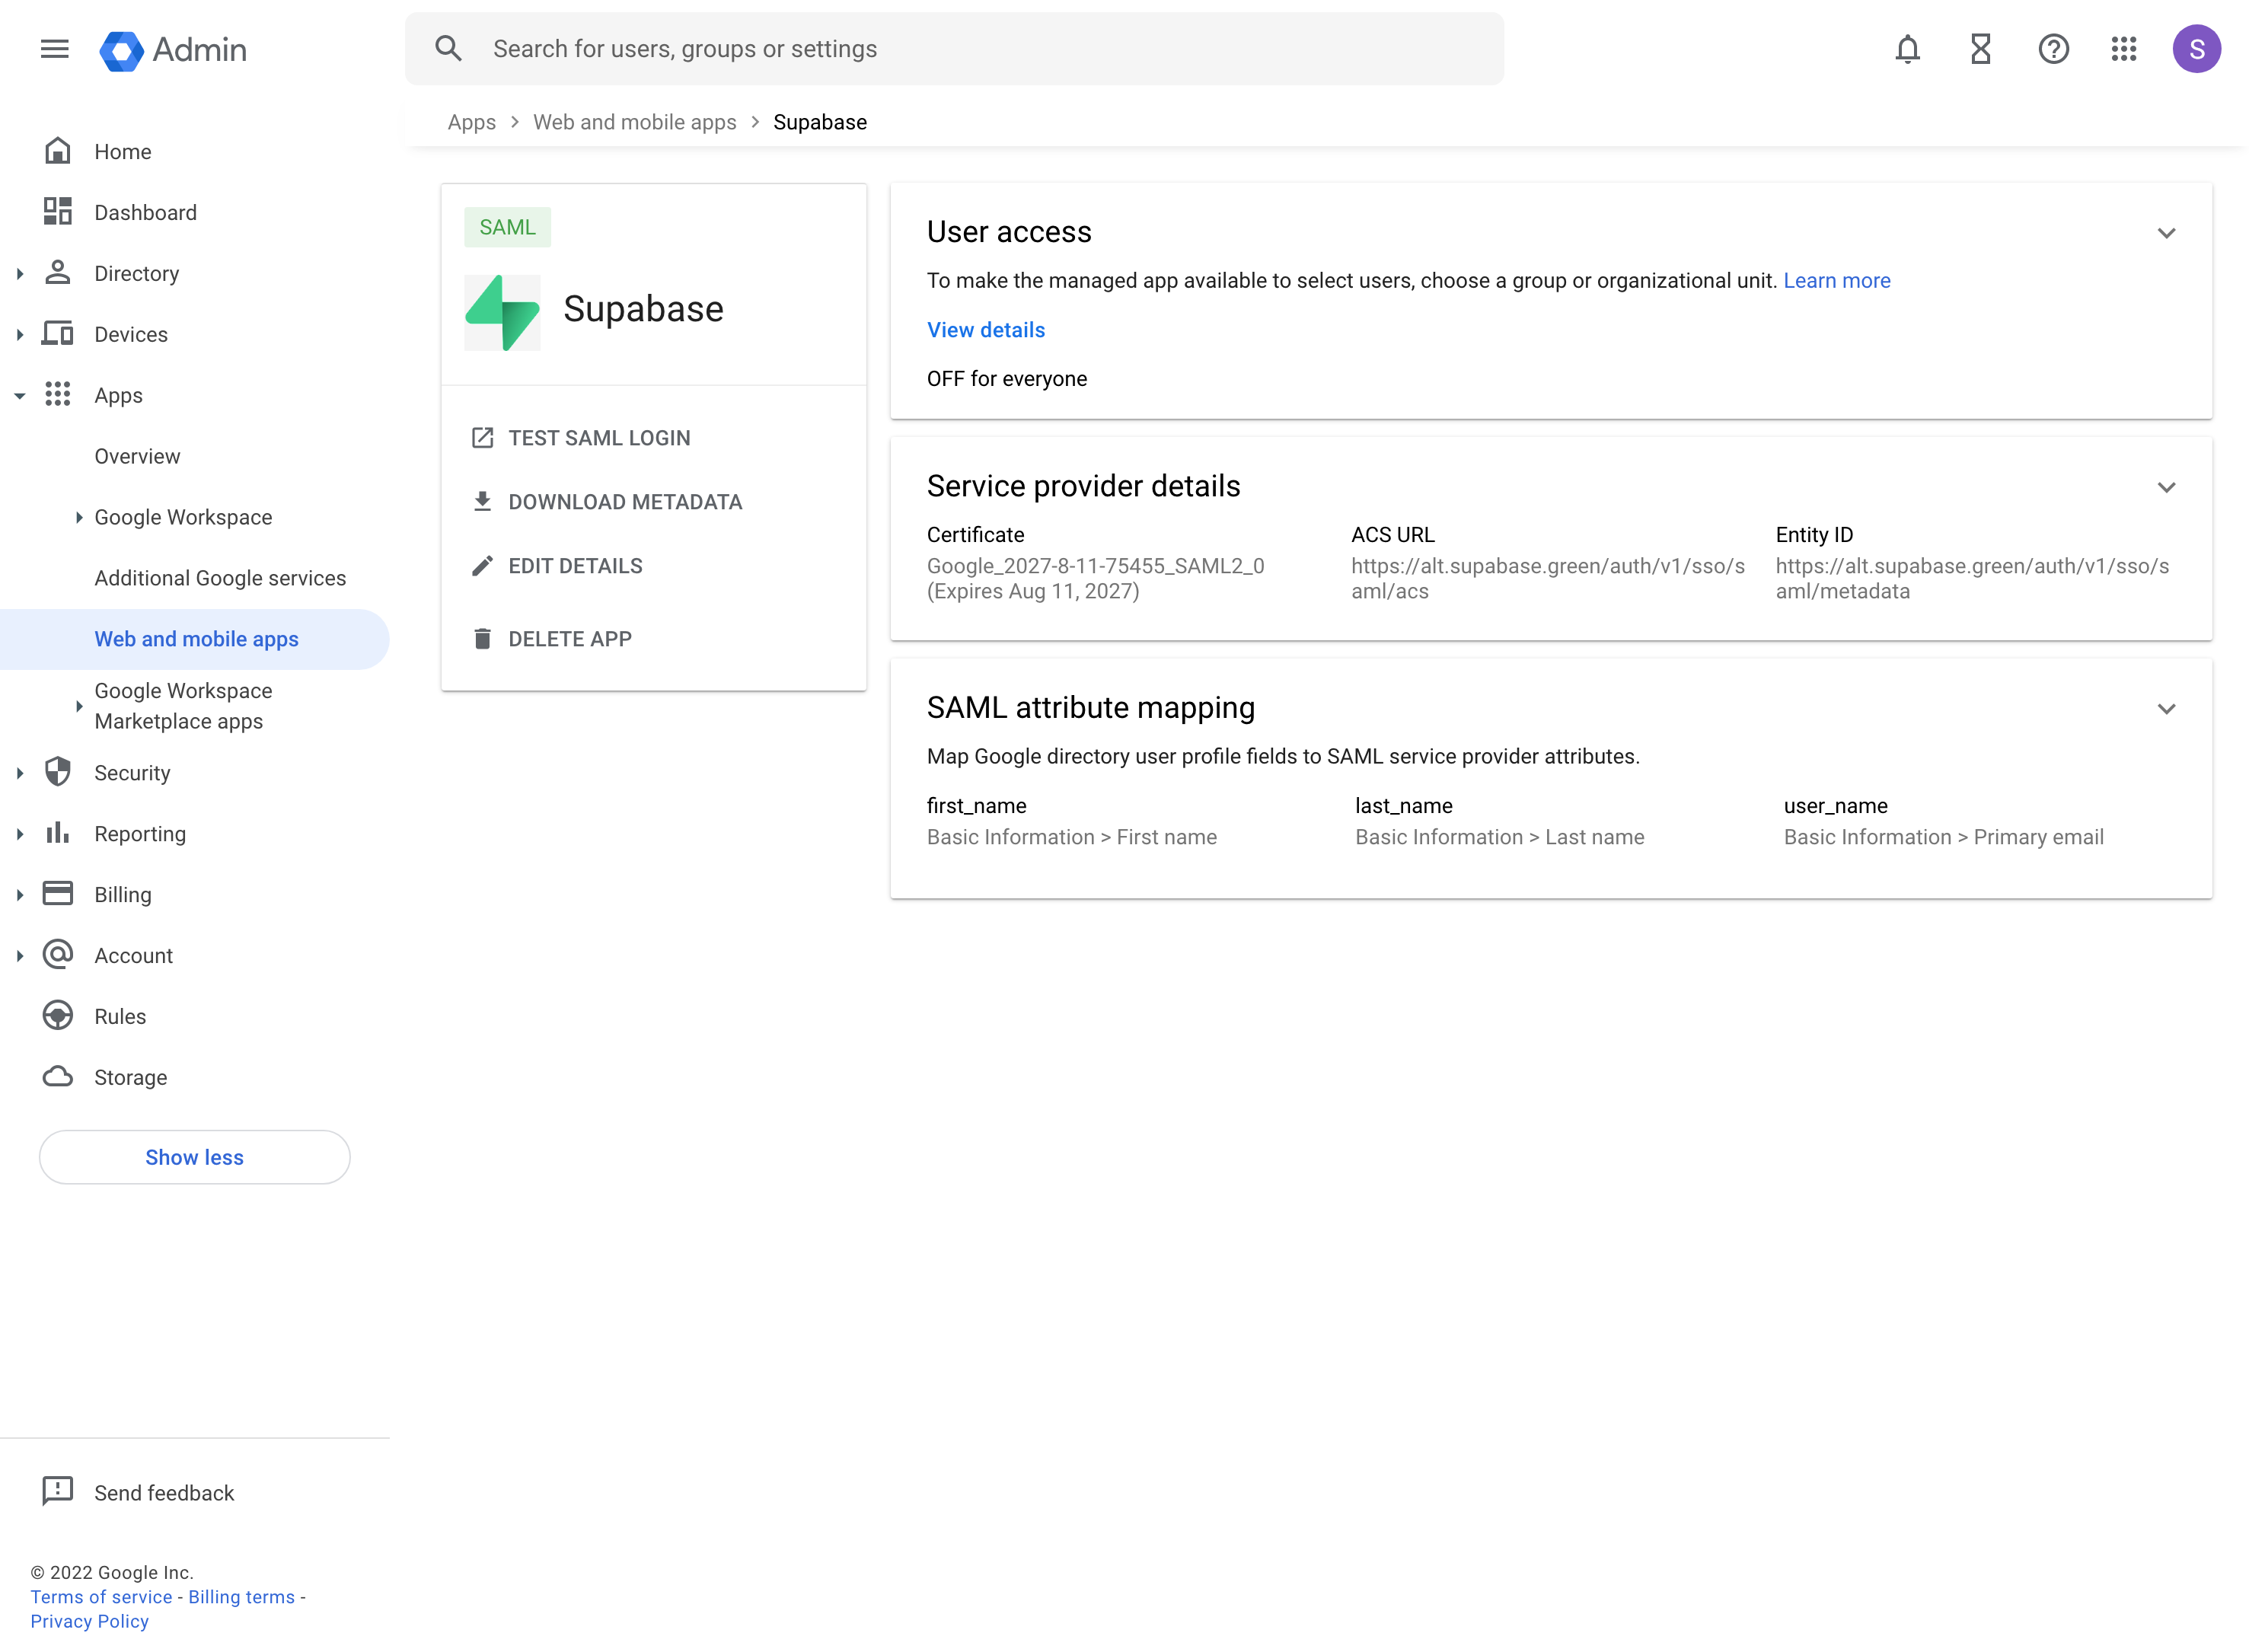 Admin
Search for users, groups or settings
S
Apps > Web and mobile apps > Supabase
Home
Dashboard
Directory
Devices
Apps
Overview
Google Workspace
Additional Google services
Web and mobile apps
Google Workspace
Marketplace apps
Security
Reporting
Billing
Account
Rules
Storage
Show less
Send feedback
© 2022 Google Inc.
Terms of service - Billing terms -
Privacy Policy
SAML
Supabase
TEST SAML LOGIN
DOWNLOAD METADATA
EDIT DETAILS
DELETE APP
User access
To make the managed app available to select users, choose a group or organizational unit. Learn more
View details
OFF for everyone
Service provider details
Certificate
Google_2027-8-11-75455_SAML2_0
(Expires Aug 11, 2027)
ACS URL
https://alt.supabase.green/auth/v1/sso/s
aml/acs
Entity ID
https://alt.supabase.green/auth/v1/sso/s
aml/metadata
SAML attribute mapping
Map Google directory user profile fields to SAML service provider attributes.
first_name
Basic Information > First name
last_name
Basic Information > Last name
user_name
Basic Information > Primary email